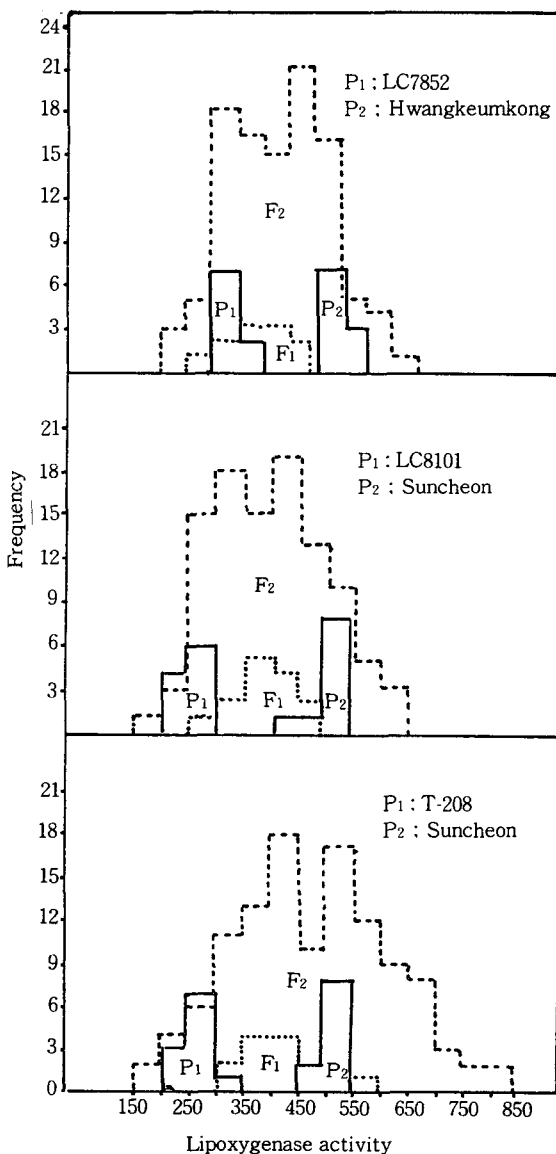 24
21
18
15
12
9
6
3
P1 : LC7852
P2 : Hwangkeumkong
F2
P1
P2
F1
21
18
15
12
9
6
3
P1 : LC8101
P2 : Suncheon
F2
P1
F1
P2
Frequency
21
18
15
12
9
6
3
0
P1 : T-208
P2 : Suncheon
F2
P1
F1
P2
150 250 350 450 550 650 750 850
Lipoxygenase activity